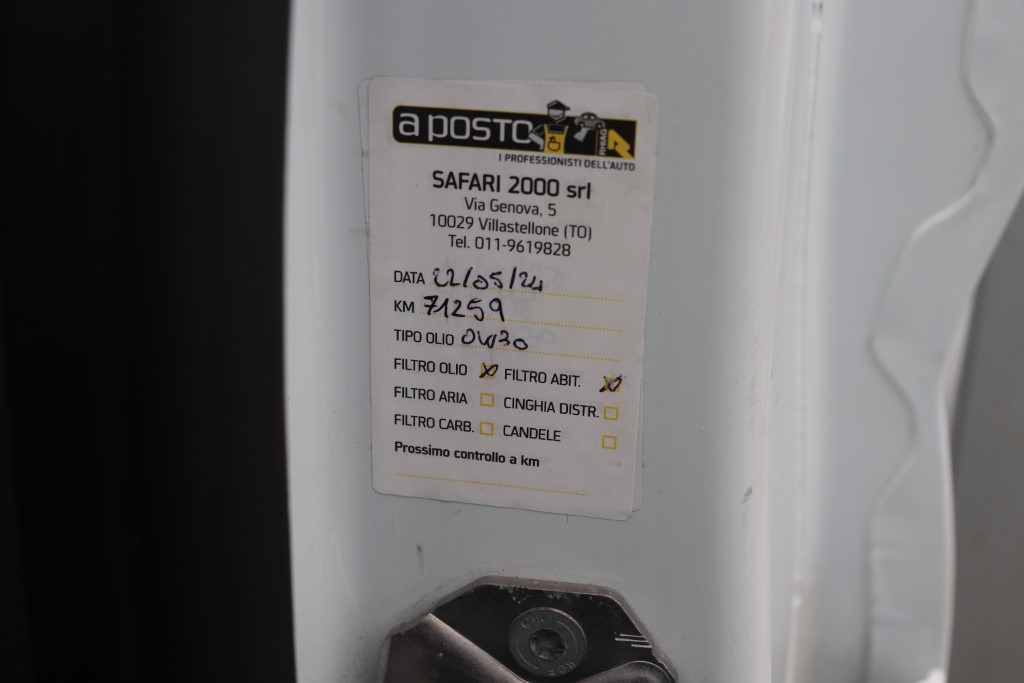 a POSTO
RHIAG
I PROFESSIONISTI DELL'AUTO
SAFARI 2000 srl
Via Genova, 5
10029 Villastellone (TO)
Tel. 011-9619828
DATA 22/05/24
KM 71259
TIPO OLIO 0W30
FILTRO OLIO X FILTRO ABIT. X
FILTRO ARIA CINGHIA DISTR.
FILTRO CARB. CANDELE
Prossimo controllo a km